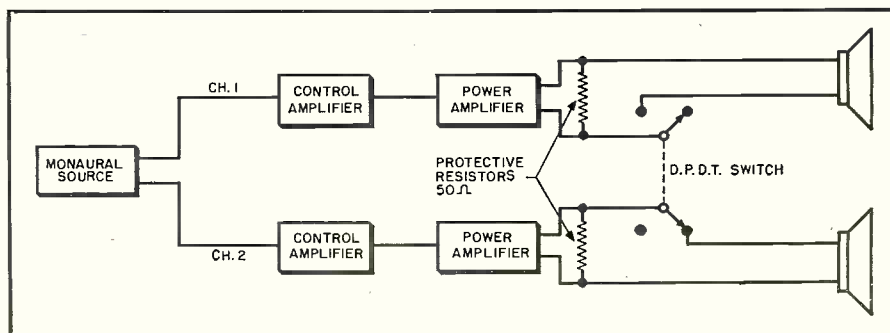 CH. 1
CONTROL
AMPLIFIER
POWER
AMPLIFIER
MONAURAL
SOURCE
PROTECTIVE
RESISTORS
50Ω
D.P.D.T. SWITCH
CH. 2
CONTROL
AMPLIFIER
POWER
AMPLIFIER